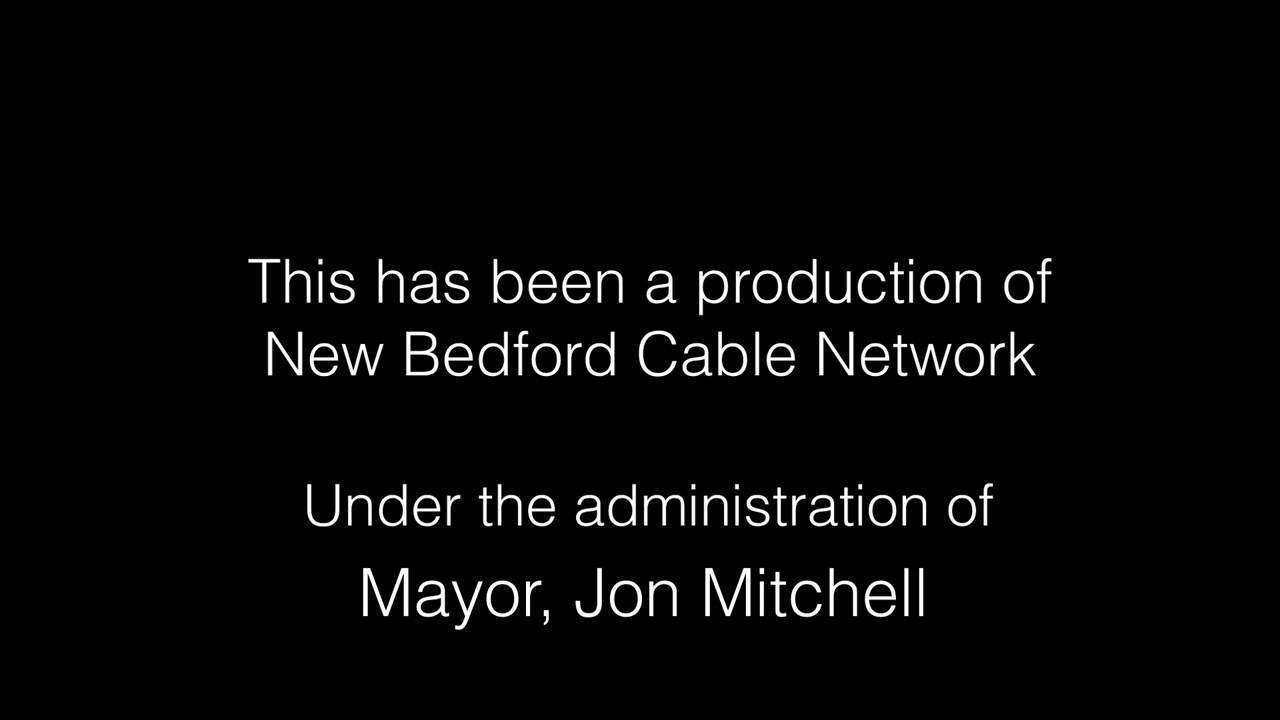 This has been a production of
New Bedford Cable Network
Under the administration of
Mayor, Jon Mitchell